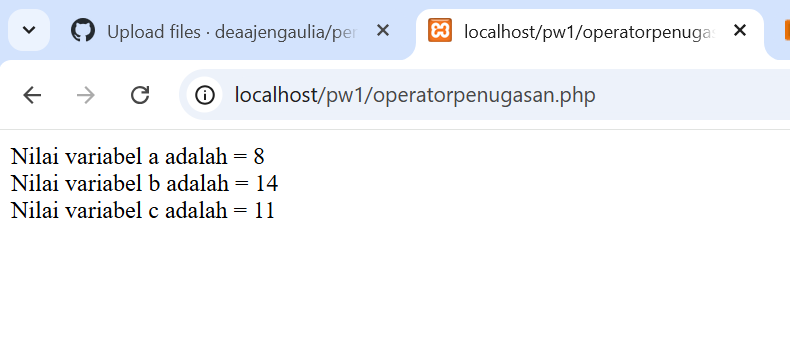 Upload files · deaajengaulia/per
localhost/pw1/operatorpenugas
localhost/pw1/operatorpenugasan.php
Nilai variabel a adalah = 8
Nilai variabel b adalah = 14
Nilai variabel c adalah = 11